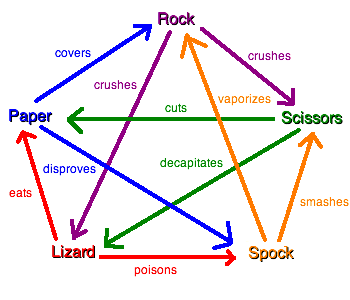 Rock
covers
crushes
crushes
vaporizes
Paper
cuts
Scissors
disproves
decapitates
eats
smashes
Lizard
Spock
poisons